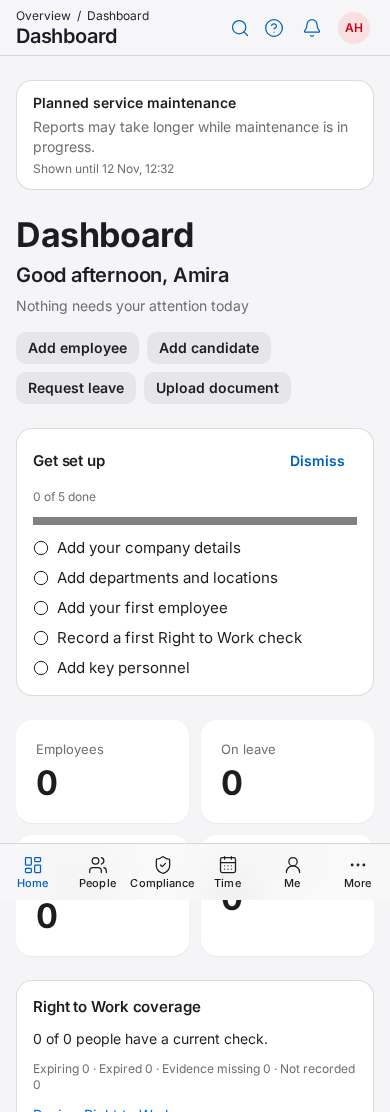 Overview / Dashboard
Dashboard
AH
Planned service maintenance
Reports may take longer while maintenance is in
progress.
Shown until 12 Nov, 12:32
Dashboard
Good afternoon, Amira
Nothing needs your attention today
Add employee
Add candidate
Request leave
Upload document
Get set up
Dismiss
0 of 5 done
Add your company details
Add departments and locations
Add your first employee
Record a first Right to Work check
Add key personnel
Employees
On leave
0
0
Home
People
Compliance
Time
Me
More
0
0
Right to Work coverage
0 of 0 people have a current check.
Expiring 0 · Expired 0 · Evidence missing 0 · Not recorded
0